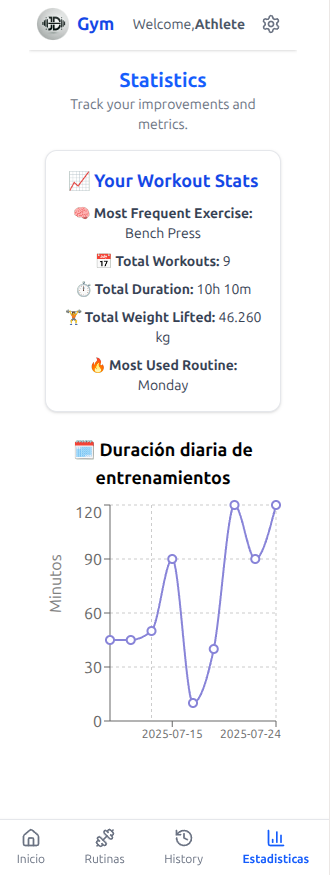 Gym Welcome,Athlete
Statistics
Track your improvements and
metrics.
📈 Your Workout Stats
🧠 Most Frequent Exercise:
Bench Press
📅 Total Workouts: 9
⏱️ Total Duration: 10h 10m
🏋️ Total Weight Lifted: 46.260
kg
🔥 Most Used Routine:
Monday
🗓️ Duración diaria de
entrenamientos
Minutos
120
90
60
30
0
2025-07-15 2025-07-24
Inicio Rutinas History Estadisticas